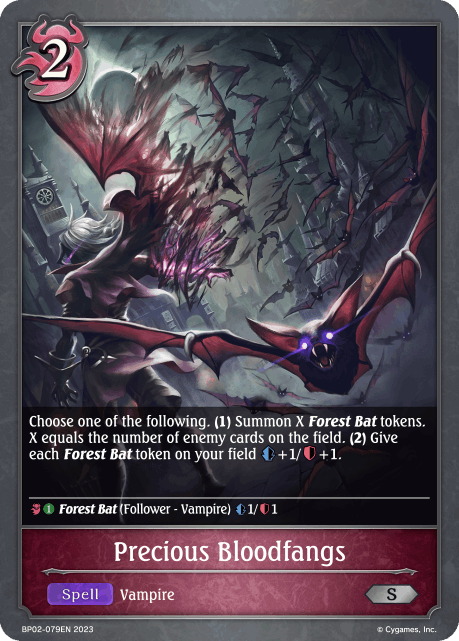 2
Choose one of the following. (1) Summon X Forest Bat tokens.
X equals the number of enemy cards on the field. (2) Give
each Forest Bat token on your field +1/ +1.
1 Forest Bat (Follower - Vampire) 1/ 1
Precious Bloodfangs
Spell Vampire S
BP02-079EN 2023 © Cygames, Inc.